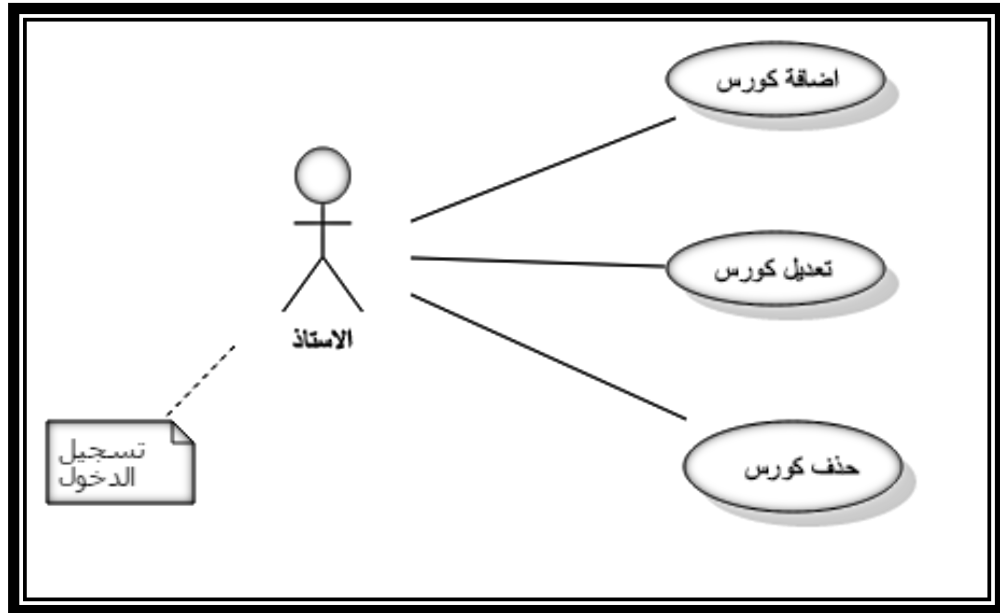 اضافة كورس
تعديل كورس
الاستاذ
تسجيل
الدخول
حذف كورس